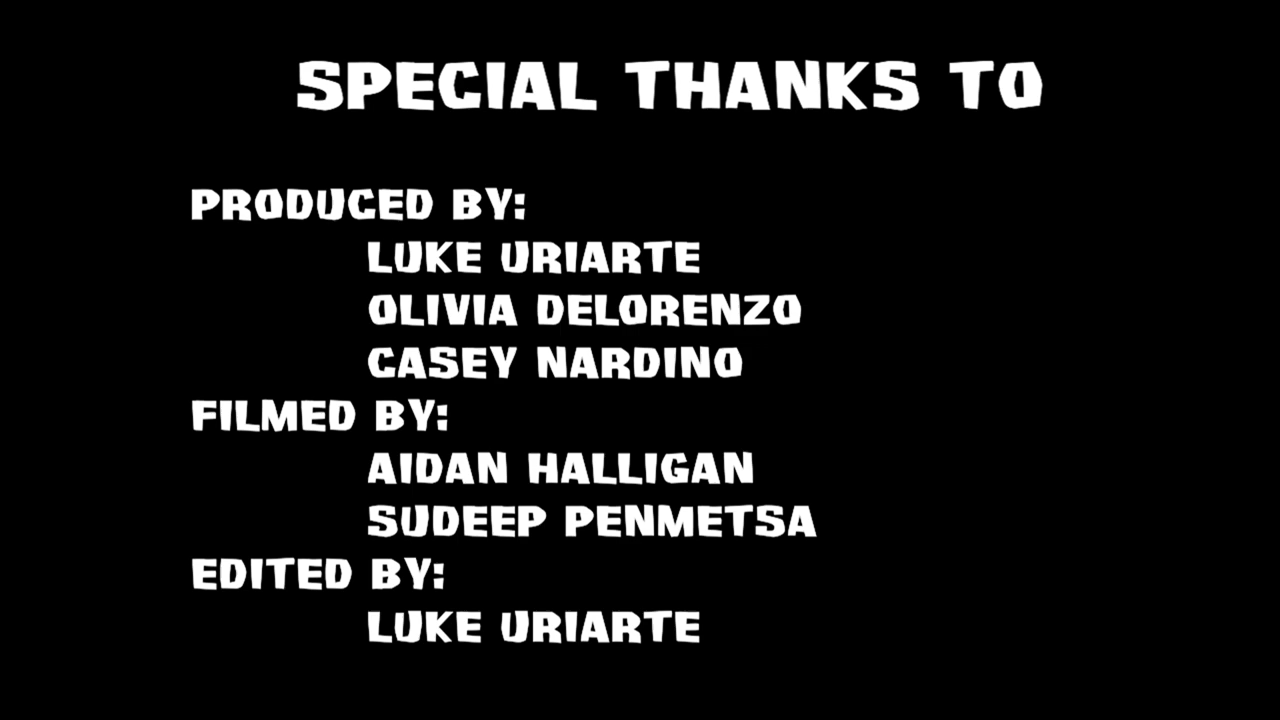 SPECIAL THANKS TO
PRODUCED BY:
LUKE URIARTE
OLIVIA DELORENZO
CASEY NARDINO
FILMED BY:
AIDAN HALLIGAN
SUDEEP PENMETSA
EDITED BY:
LUKE URIARTE